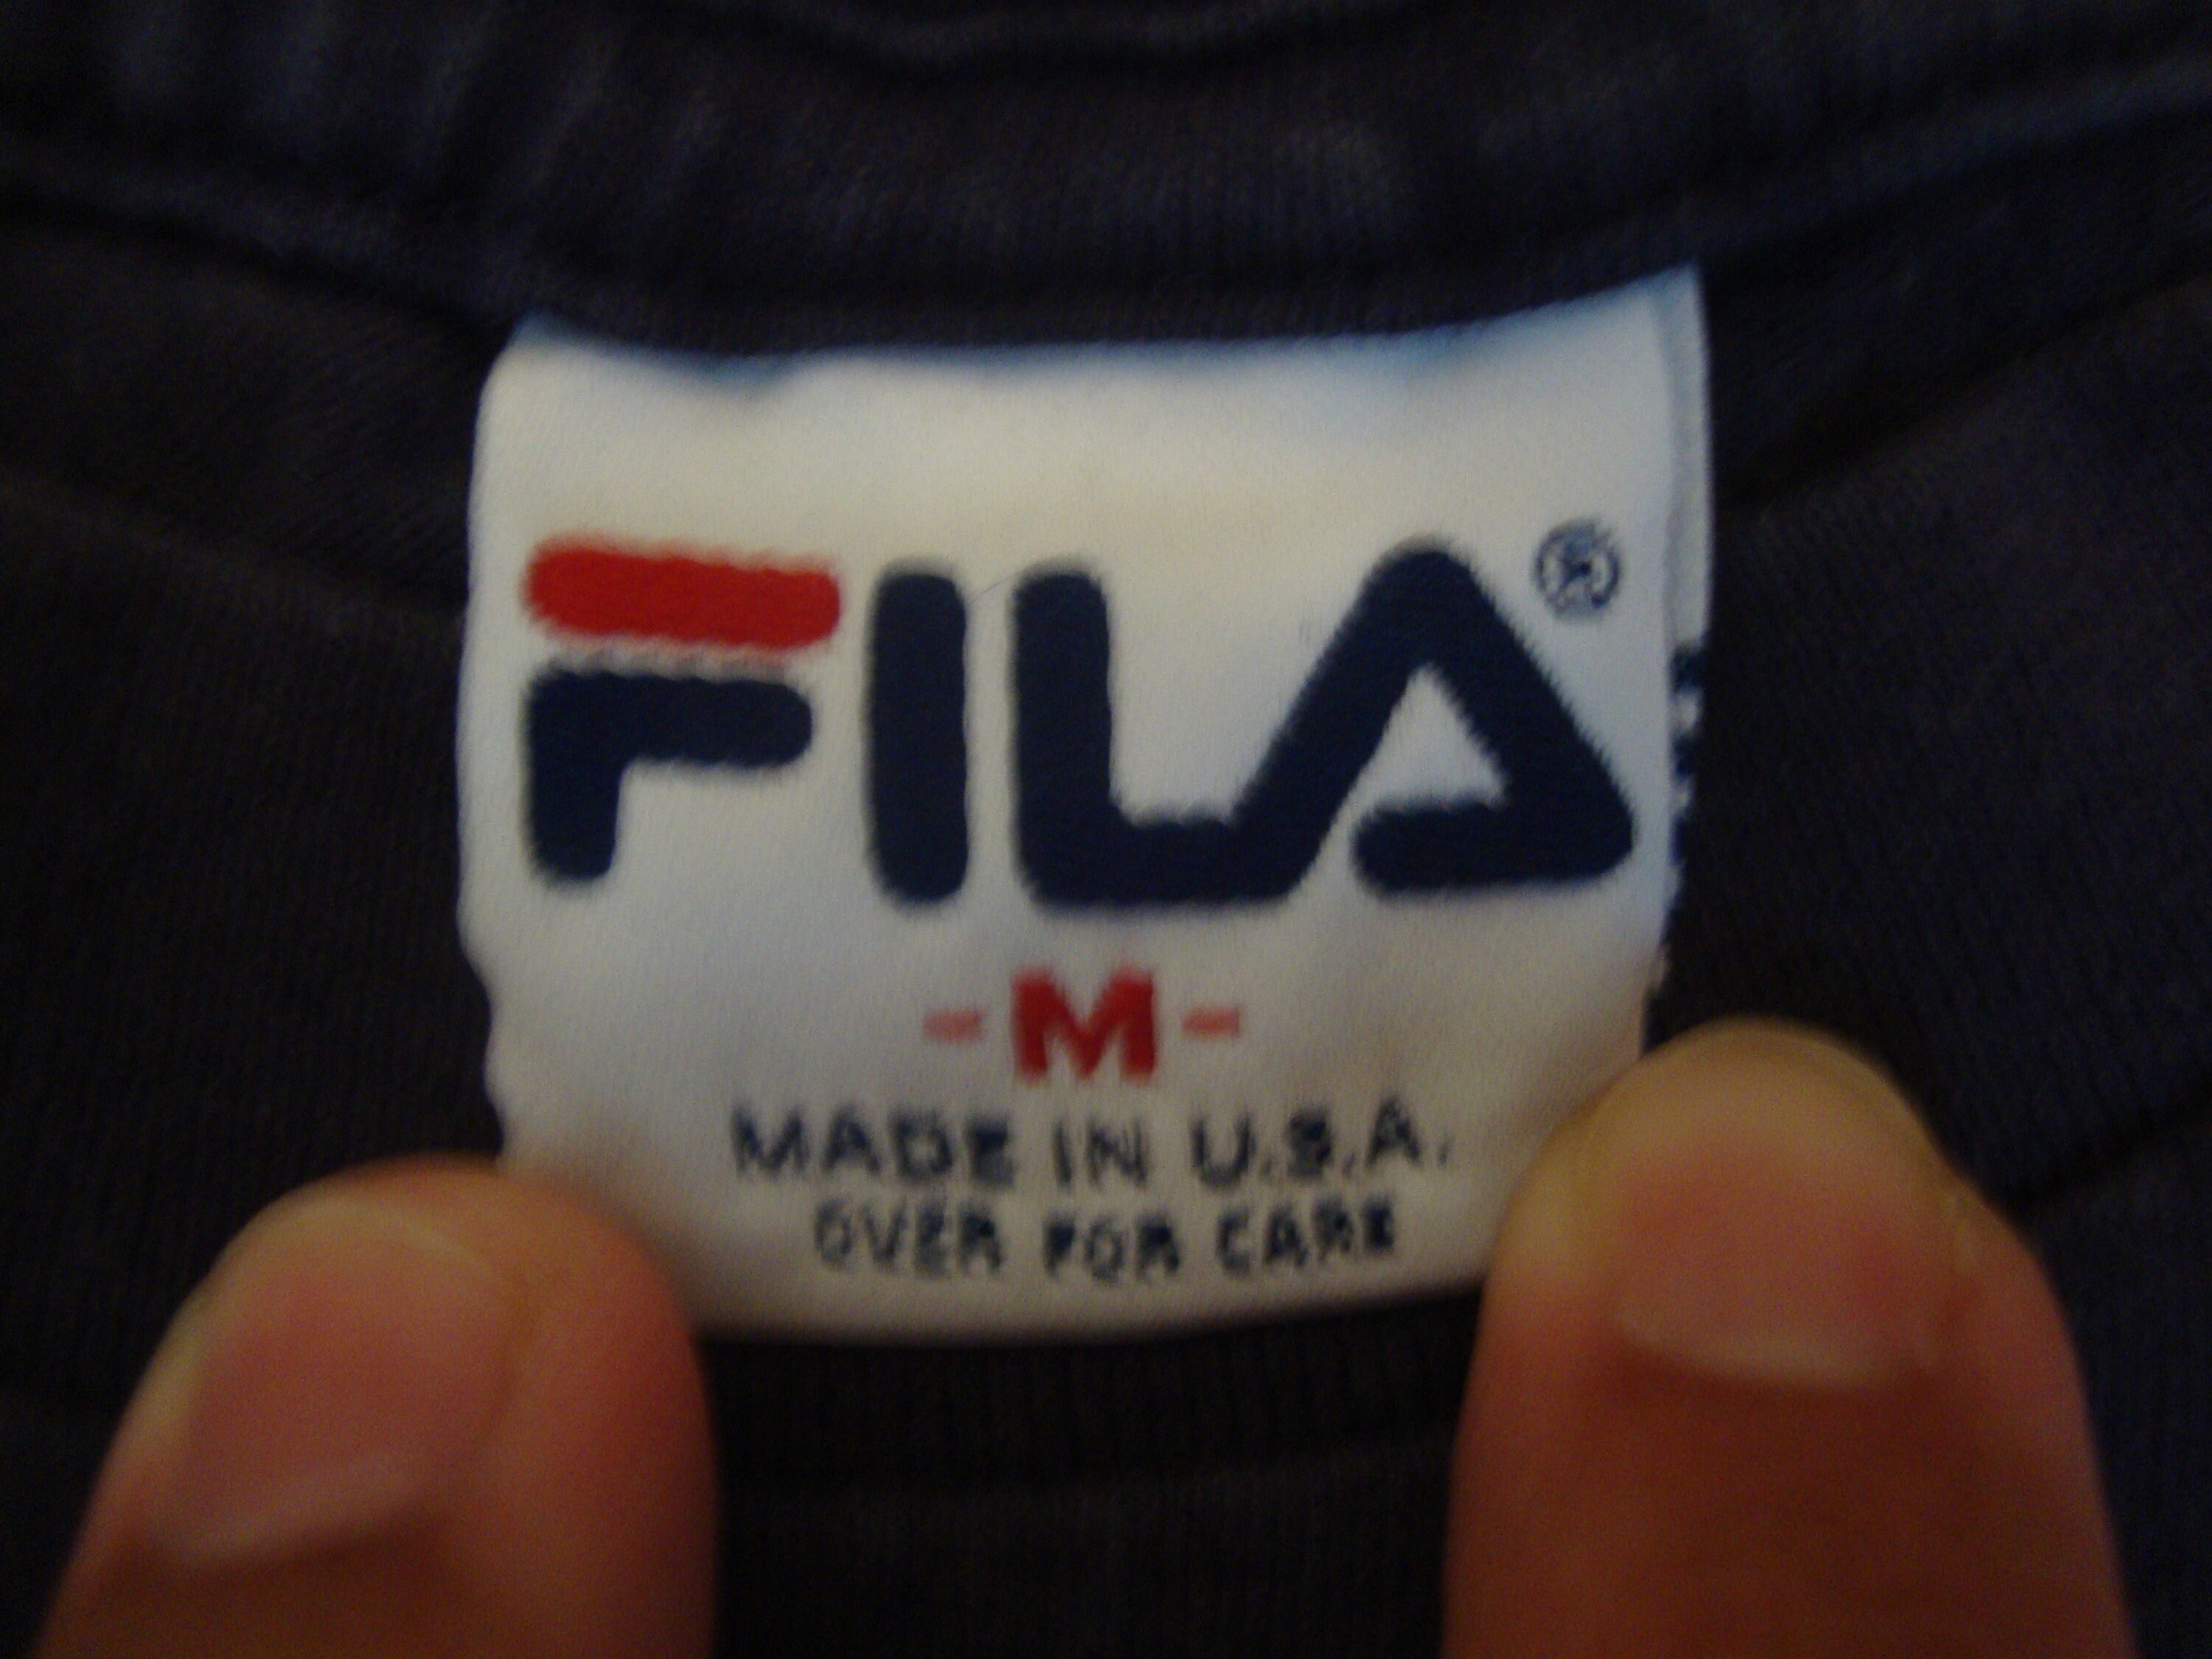 FILA®
-M-
MADE IN U.S.A.
OVER FOR CARE